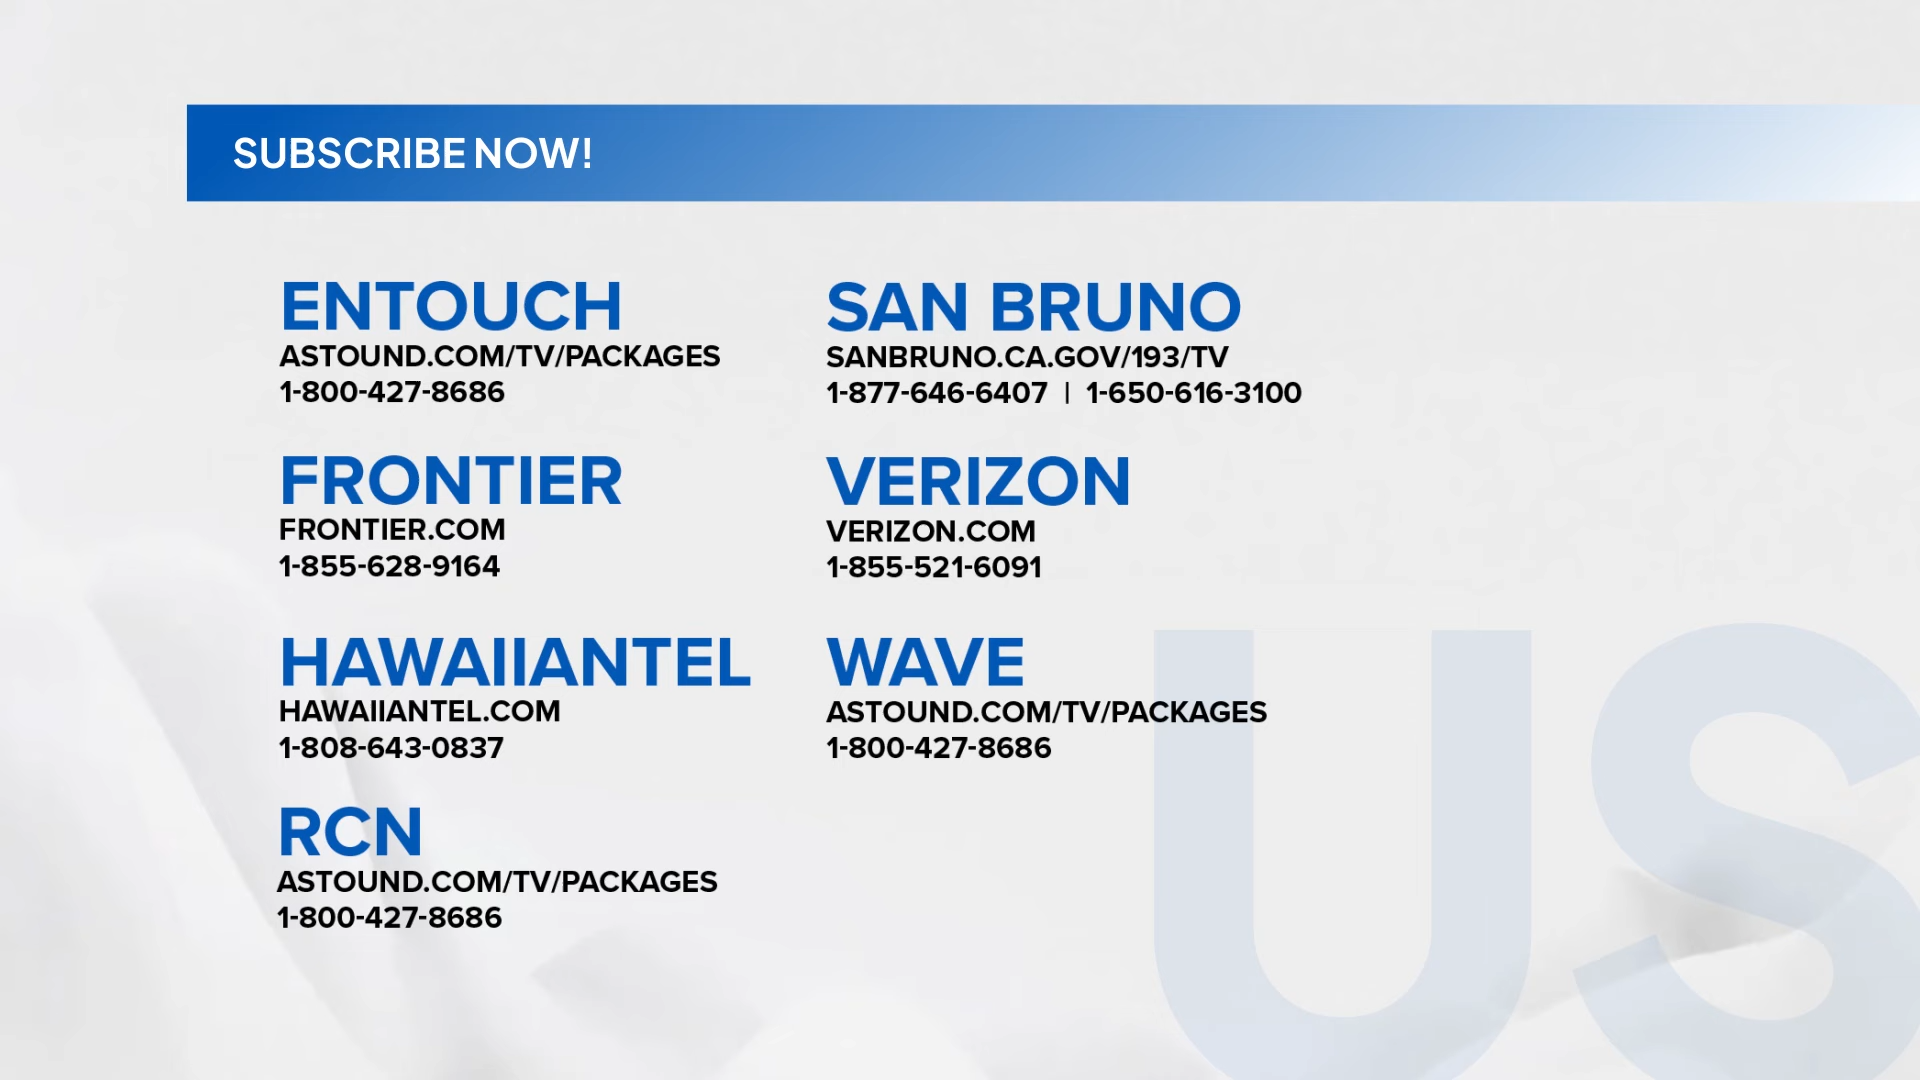 SUBSCRIBE NOW!
ENTOUCH
ASTOUND.COM/TV/PACKAGES
1-800-427-8686
FRONTIER
FRONTIER.COM
1-855-628-9164
HAWAIIANTEL
HAWAIIANTEL.COM
1-808-643-0837
RCN
ASTOUND.COM/TV/PACKAGES
1-800-427-8686
SAN BRUNO
SANBRUNO.CA.GOV/193/TV
1-877-646-6407 | 1-650-616-3100
VERIZON
VERIZON.COM
1-855-521-6091
WAVE
ASTOUND.COM/TV/PACKAGES
1-800-427-8686
US